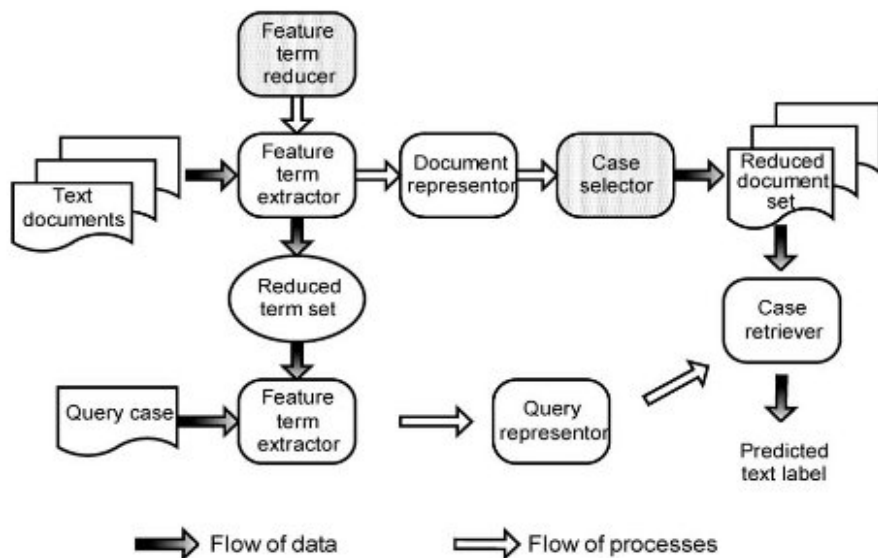 Feature
term
reducer
Text
documents
Feature
term
extractor
Document
representor
Case
selector
Reduced
document
set
Reduced
term set
Case
retriever
Query case
Feature
term
extractor
Query
representor
Predicted
text label
Flow of data
Flow of processes